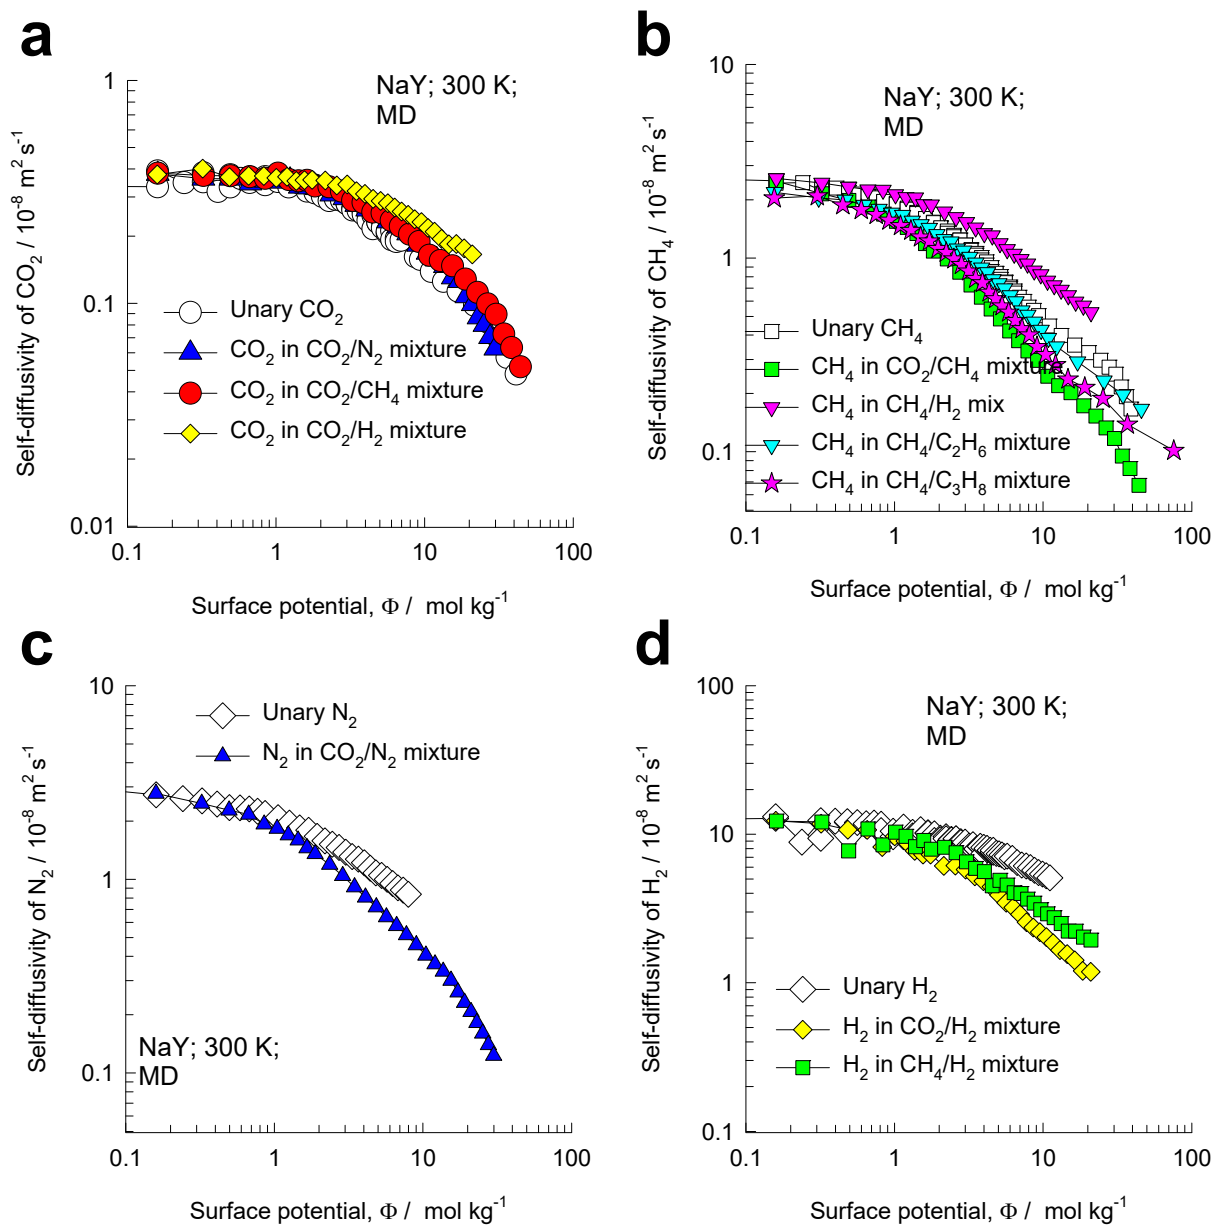 a
NaY; 300 K;
MD
Self-diffusivity of CO2 / 10-8 m2 s-1
1
0.1
0.01
Unary CO2
CO2 in CO2/N2 mixture
CO2 in CO2/CH4 mixture
CO2 in CO2/H2 mixture
0.1 1 10 100
Surface potential, Φ / mol kg-1
b
NaY; 300 K;
MD
Self-diffusivity of CH4 / 10-8 m2 s-1
10
1
0.1
Unary CH4
CH4 in CO2/CH4 mixture
CH4 in CH4/H2 mix
CH4 in CH4/C2H6 mixture
CH4 in CH4/C3H8 mixture
0.1 1 10 100
Surface potential, Φ / mol kg-1
c
Self-diffusivity of N2 / 10-8 m2 s-1
10
1
0.1
Unary N2
N2 in CO2/N2 mixture
NaY; 300 K;
MD
0.1 1 10 100
Surface potential, Φ / mol kg-1
d
NaY; 300 K;
MD
Self-diffusivity of H2 / 10-8 m2 s-1
100
10
1
0.1
Unary H2
H2 in CO2/H2 mixture
H2 in CH4/H2 mixture
0.1 1 10 100
Surface potential, Φ / mol kg-1